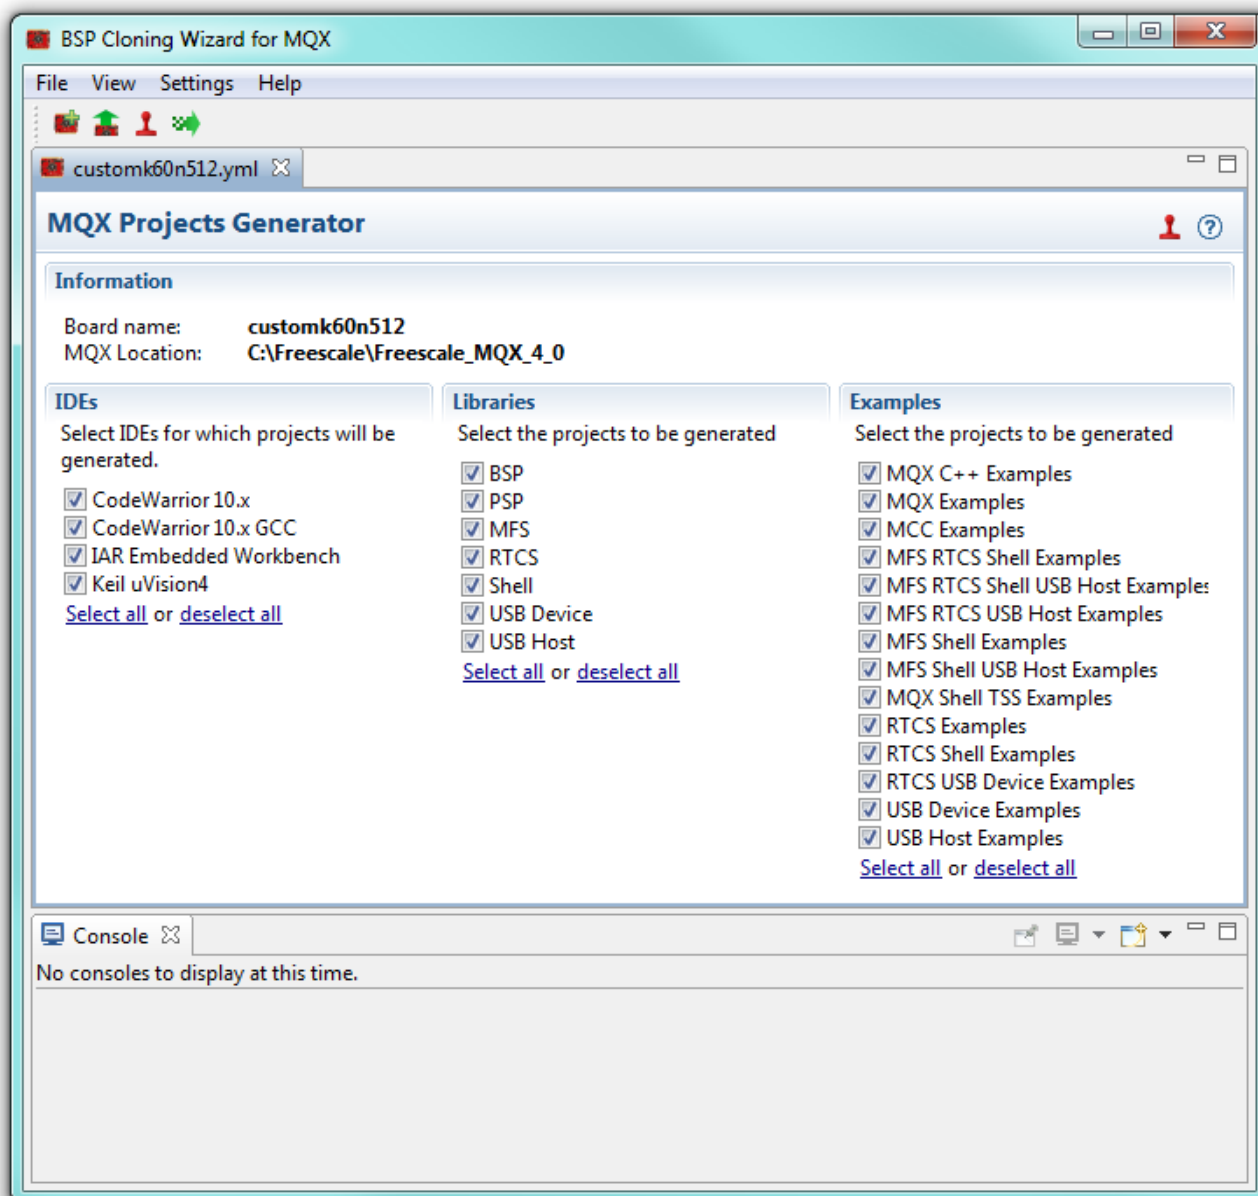 BSP Cloning Wizard for MQX
File View Settings Help
customk60n512.yml
MQX Projects Generator
Information
Board name: customk60n512
MQX Location: C:\Freescale\Freescale_MQX_4_0
IDEs
Select IDEs for which projects will be
generated.
CodeWarrior 10.x
CodeWarrior 10.x GCC
IAR Embedded Workbench
Keil uVision4
Select all or deselect all
Libraries
Select the projects to be generated
BSP
PSP
MFS
RTCS
Shell
USB Device
USB Host
Select all or deselect all
Examples
Select the projects to be generated
MQX C++ Examples
MQX Examples
MCC Examples
MFS RTCS Shell Examples
MFS RTCS Shell USB Host Examples
MFS RTCS USB Host Examples
MFS Shell Examples
MFS Shell USB Host Examples
MQX Shell TSS Examples
RTCS Examples
RTCS Shell Examples
RTCS USB Device Examples
USB Device Examples
USB Host Examples
Select all or deselect all
Console
No consoles to display at this time.